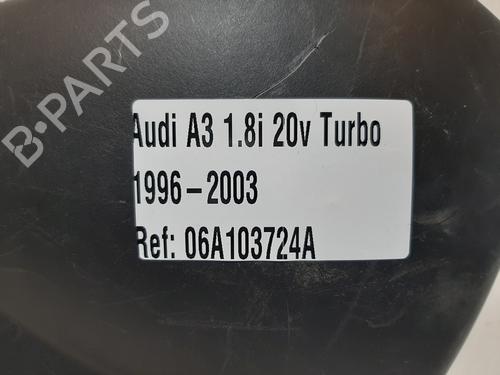 B-PARTS
Audi A3 1.8i 20v Turbo
1996-2003
Ref: 06A103724A